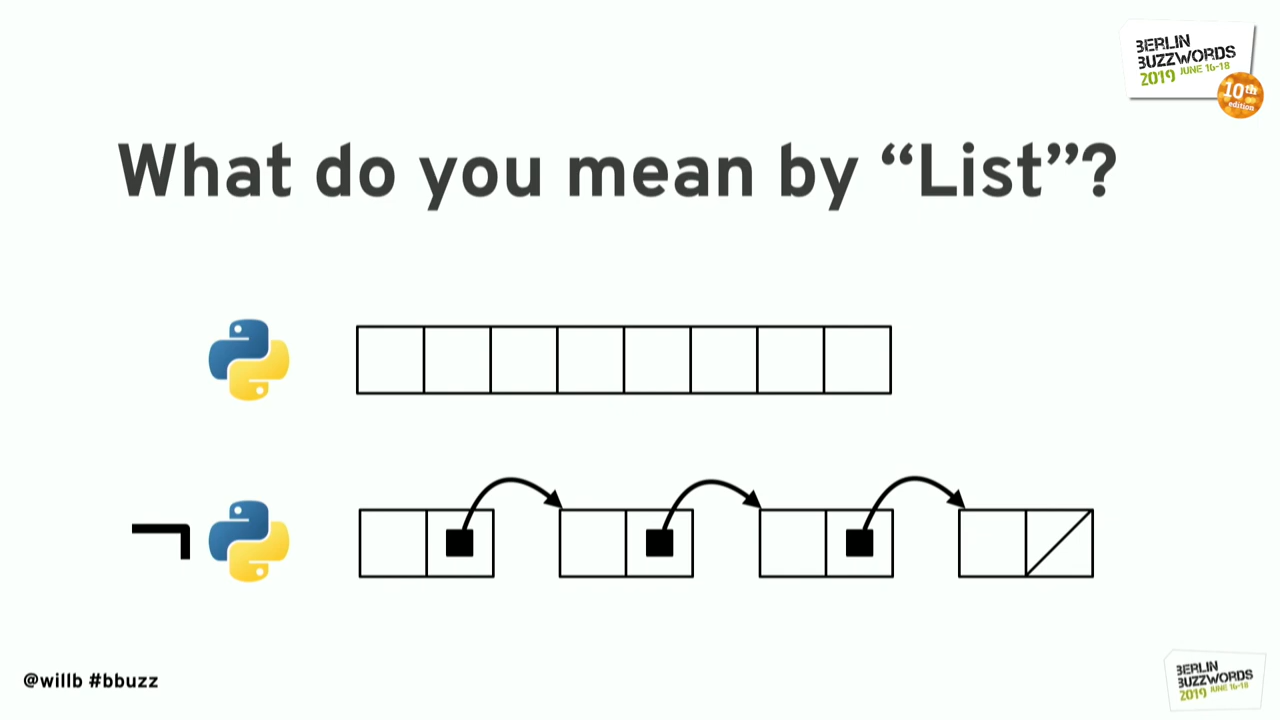 BERLIN
BUZZWORDS
2019 JUNE 16-18
10th
edition
What do you mean by “List”?
¬
@willb #bbuzz
BERLIN
BUZZWORDS
2019 JUNE 16-18